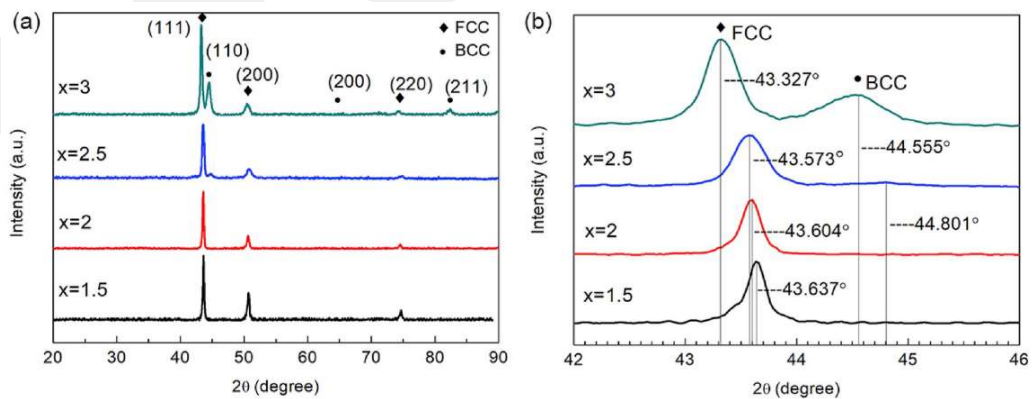 (a)
(111)
(110)
(200)
(200)
(220)
(211)
◆ FCC
● BCC
x=3
x=2.5
x=2
x=1.5
Intensity (a.u.)
20 30 40 50 60 70 80 90
2θ (degree)
(b)
◆ FCC
● BCC
x=3
43.327°
x=2.5
43.573°
44.555°
x=2
43.604°
44.801°
x=1.5
43.637°
Intensity (a.u.)
42 43 44 45 46
2θ (degree)